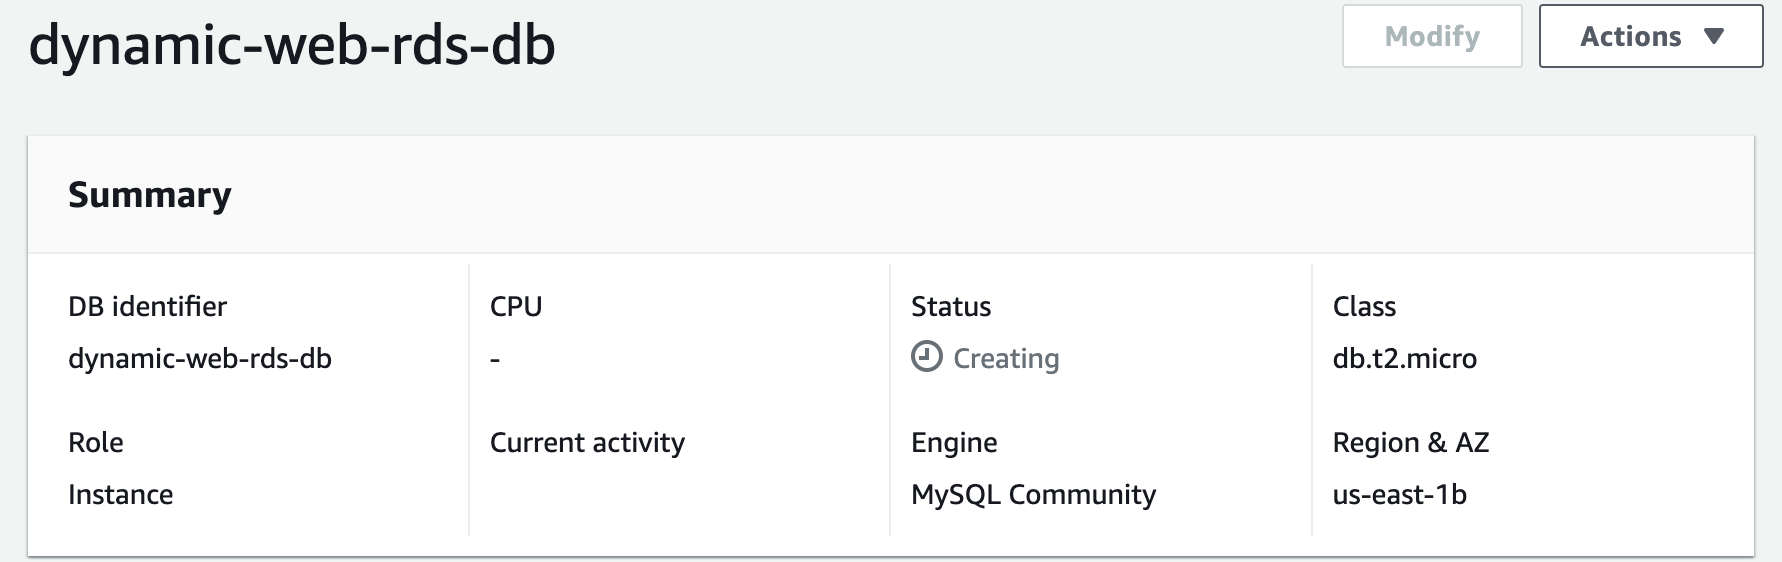 dynamic-web-rds-db
Modify
Actions
Summary
DB identifier
CPU
Status
Class
dynamic-web-rds-db
-
Creating
db.t2.micro
Role
Current activity
Engine
Region & AZ
Instance
MySQL Community
us-east-1b